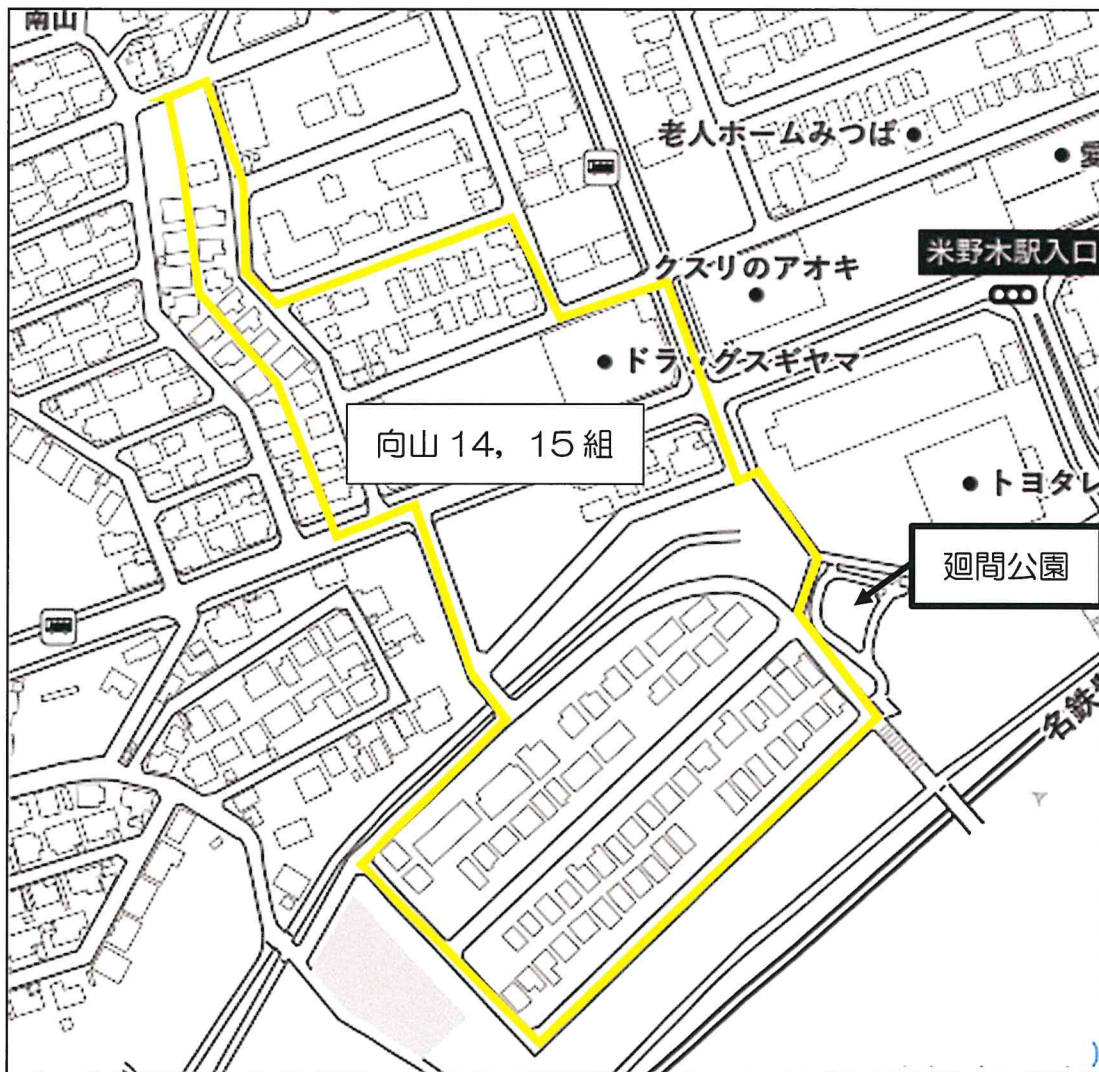 南山
老人ホームみつば
愛
米野木駅入口
クスリのアオキ
ドラッグスギヤマ
向山 14, 15 組
トヨタレ
廻間公園
名鉄